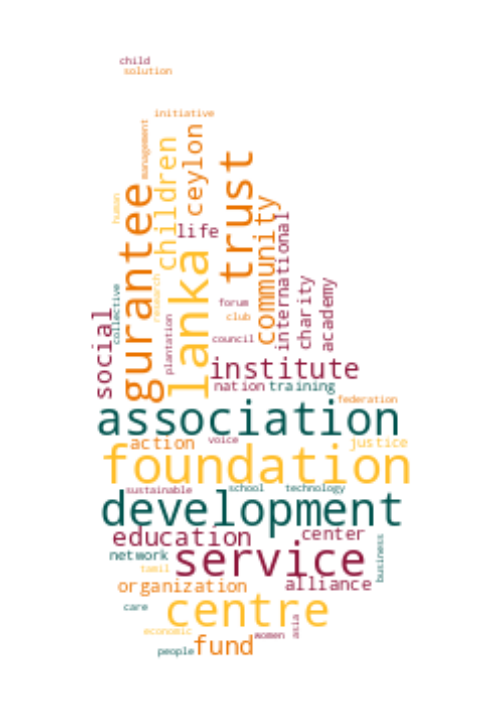 child
solution
initiative
management
children
ceylon
trust
gurantee
human
community
life
international
lanka
research
charity
academy
social
collective
plantation
forum
club
council
institute
nation training
federation
association
action voice justice
foundation
sustainable school technology
development
education center
network service business
tamil
organization alliance
care centre
economic women asia
people fund